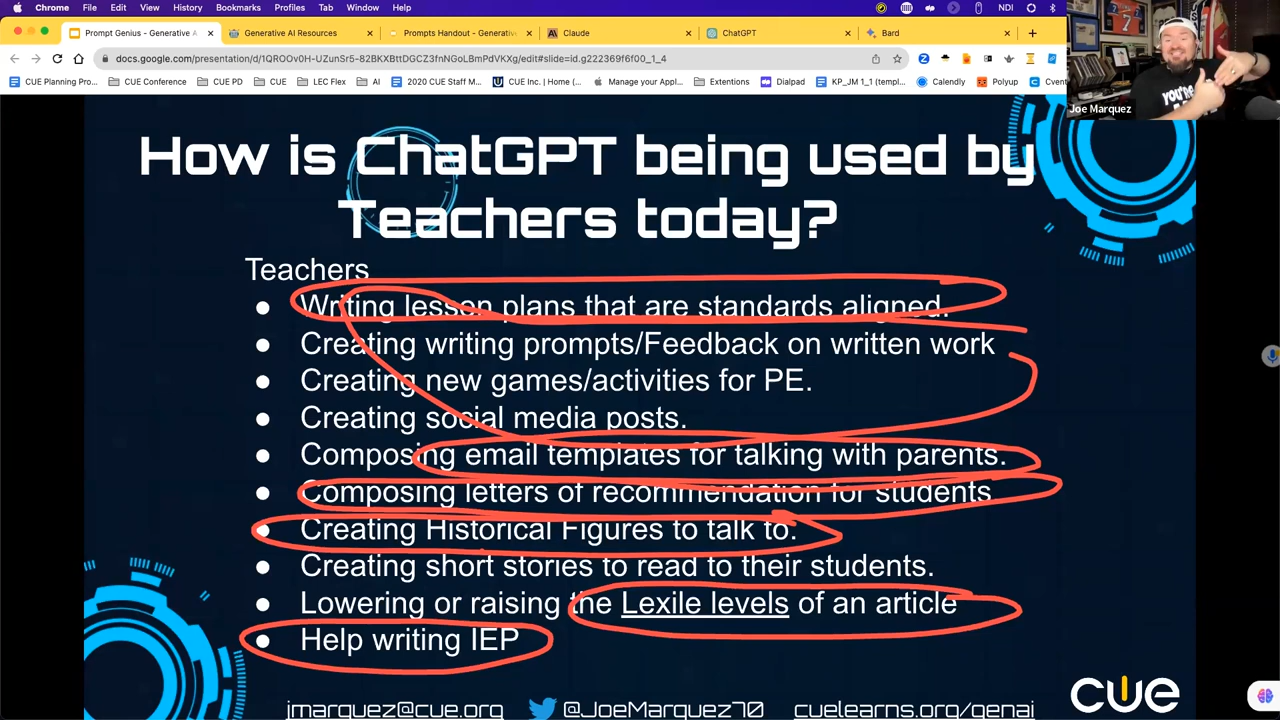 Chrome File Edit View History Bookmarks Profiles Tab Window Help NDI
Prompt Genius - Generative A Generative AI Resources Prompts Handout - Generative Claude ChatGPT Bard
docs.google.com/presentation/d/1QROOv0H-UZunSr5-82BKXBttDCZ3fnNGoLBmPdVKXg/edit#slide=id.g222369f6f00_1_4
CUE Planning Pro... CUE Conference CUE PD CUE LEC Flex AI 2020 CUE Staff M... CUE Inc. | Home | C... Manage your Appl... Extentions Dialpad KP_JM 1_1 (templ... Calendly Polyup Cvent
Joe Marquez
How is ChatGPT being used by
Teachers today?
Teachers
● Writing lesson plans that are standards aligned.
● Creating writing prompts/Feedback on written work
● Creating new games/activities for PE.
● Creating social media posts.
● Composing email templates for talking with parents.
● Composing letters of recommendation for students
● Creating Historical Figures to talk to.
● Creating short stories to read to their students.
● Lowering or raising the Lexile levels of an article
● Help writing IEP
jmarquez@cue.org @JoeMarquez70 cuelearns.org/genai
cue